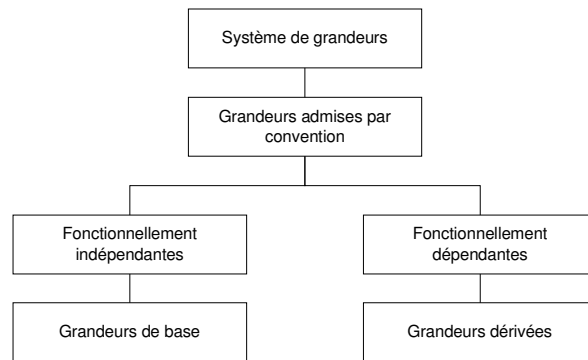 Système de grandeurs
Grandeurs admises par
convention
Fonctionnellement
indépendantes
Fonctionnellement
dépendantes
Grandeurs de base
Grandeurs dérivées